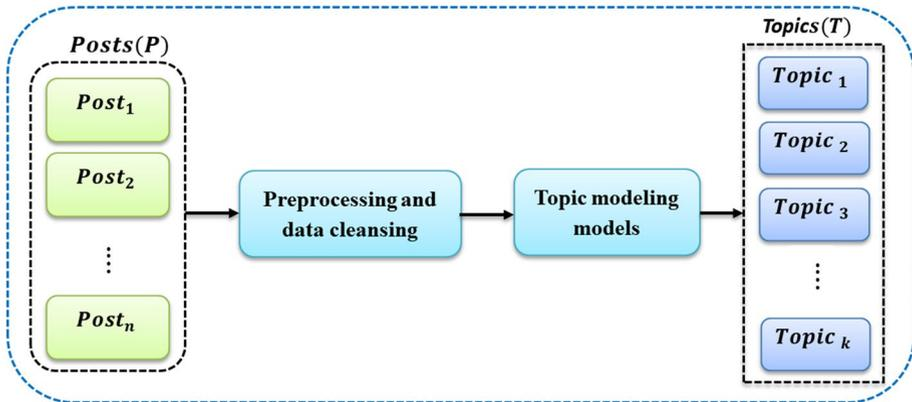 Posts(P)
Post₁
Post₂
⋮
Postₙ
Preprocessing and
data cleansing
Topic modeling
models
Topics(T)
Topic ₁
Topic ₂
Topic ₃
⋮
Topic ₖ